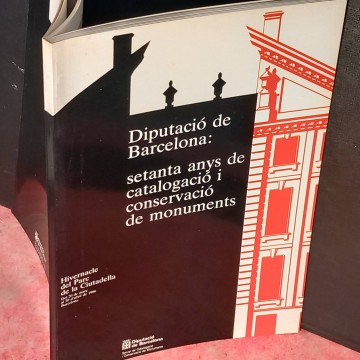 Diputació de
Barcelona:
setanta anys de
catalogació i
conservació
de monuments
Hivernacle
del Parc
de la Ciutadella
Barcelona
Diputació
de Barcelona